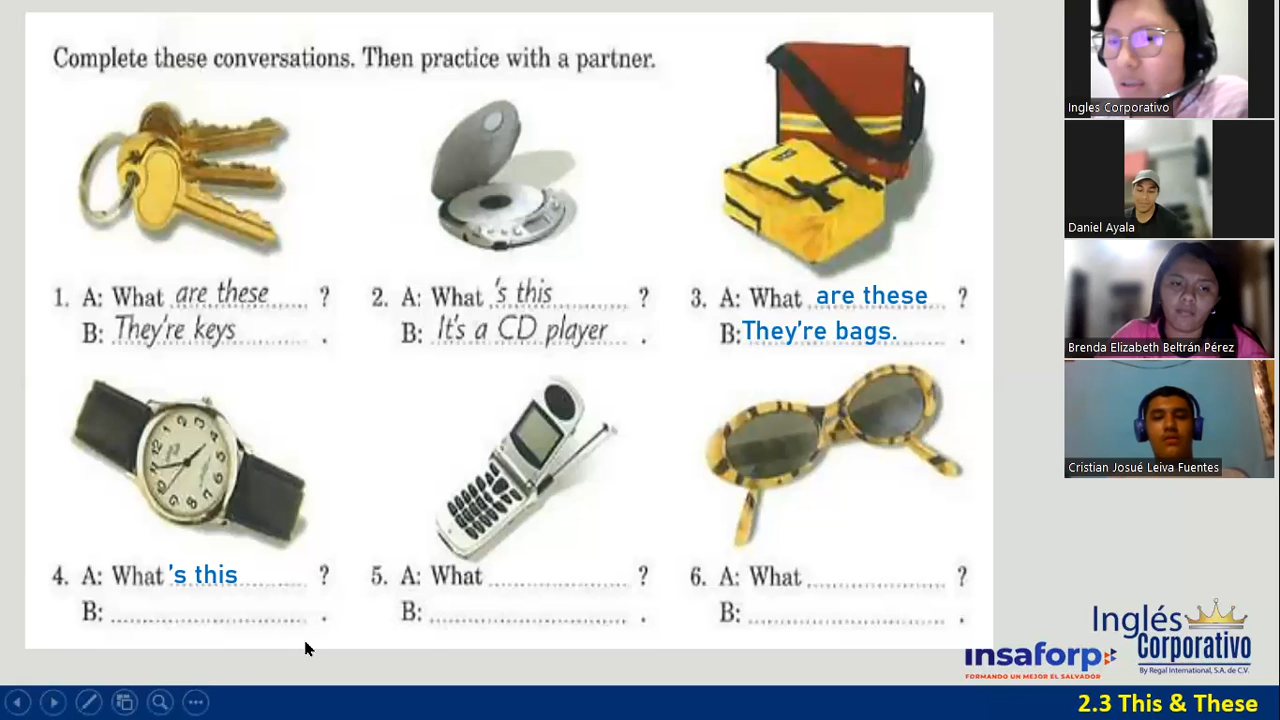 Complete these conversations. Then practice with a partner.
1. A: What are these ?
B: They're keys .
2. A: What 's this ?
B: It's a CD player .
3. A: What are these ?
B: They're bags. .
4. A: What 's this ?
B: .
5. A: What ?
B: .
6. A: What ?
B: .
Ingles Corporativo
Daniel Ayala
Brenda Elizabeth Beltrán Pérez
Cristian Josué Leiva Fuentes
insaforp
FORMANDO UN MEJOR EL SALVADOR
Inglés
Corporativo
By Regal International, S.A. de C.V.
2.3 This & These